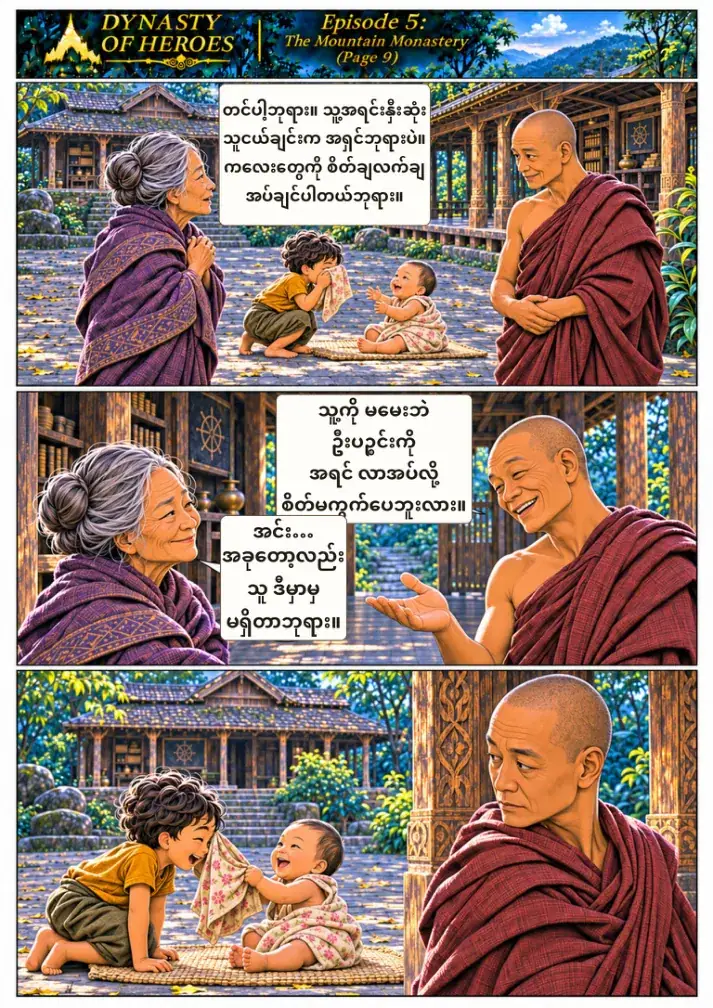 DYNASTY
OF HEROES
Episode 5:
The Mountain Monastery
(Page 9)
တင်ပါ့ဘုရား။ သူ့အရင်းနှီးဆုံး
သူငယ်ချင်းက အရှင်ဘုရားပဲ။
ကလေးတွေကို စိတ်ချလက်ချ
အပ်ချင်ပါတယ်ဘုရား။
သူ့ကို မမေးဘဲ
ဦးပဉ္ဇင်းကို
အရင် လာအပ်လို့
စိတ်မကွက်ပေဘူးလား။
အင်း...
အခုတော့လည်း
သူ ဒီမှာမှ
မရှိတာဘုရား။